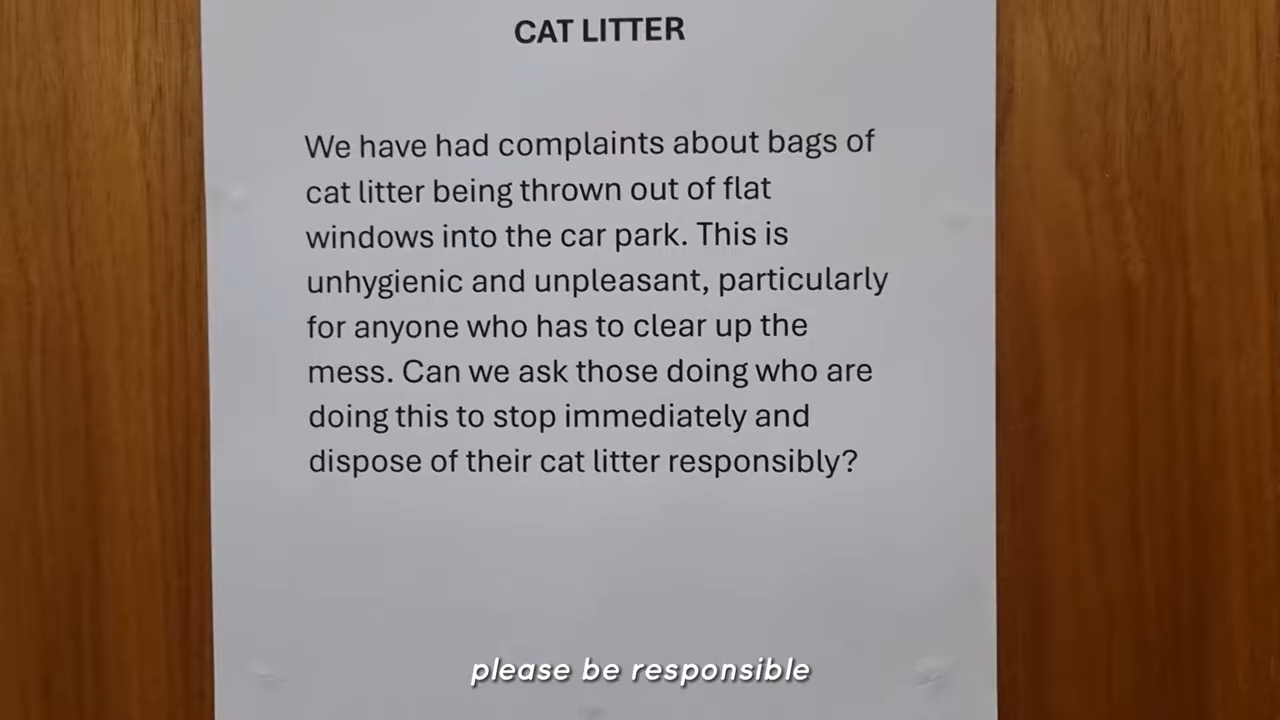 CAT LITTER
We have had complaints about bags of
cat litter being thrown out of flat
windows into the car park. This is
unhygienic and unpleasant, particularly
for anyone who has to clear up the
mess. Can we ask those doing who are
doing this to stop immediately and
dispose of their cat litter responsibly?
please be responsible